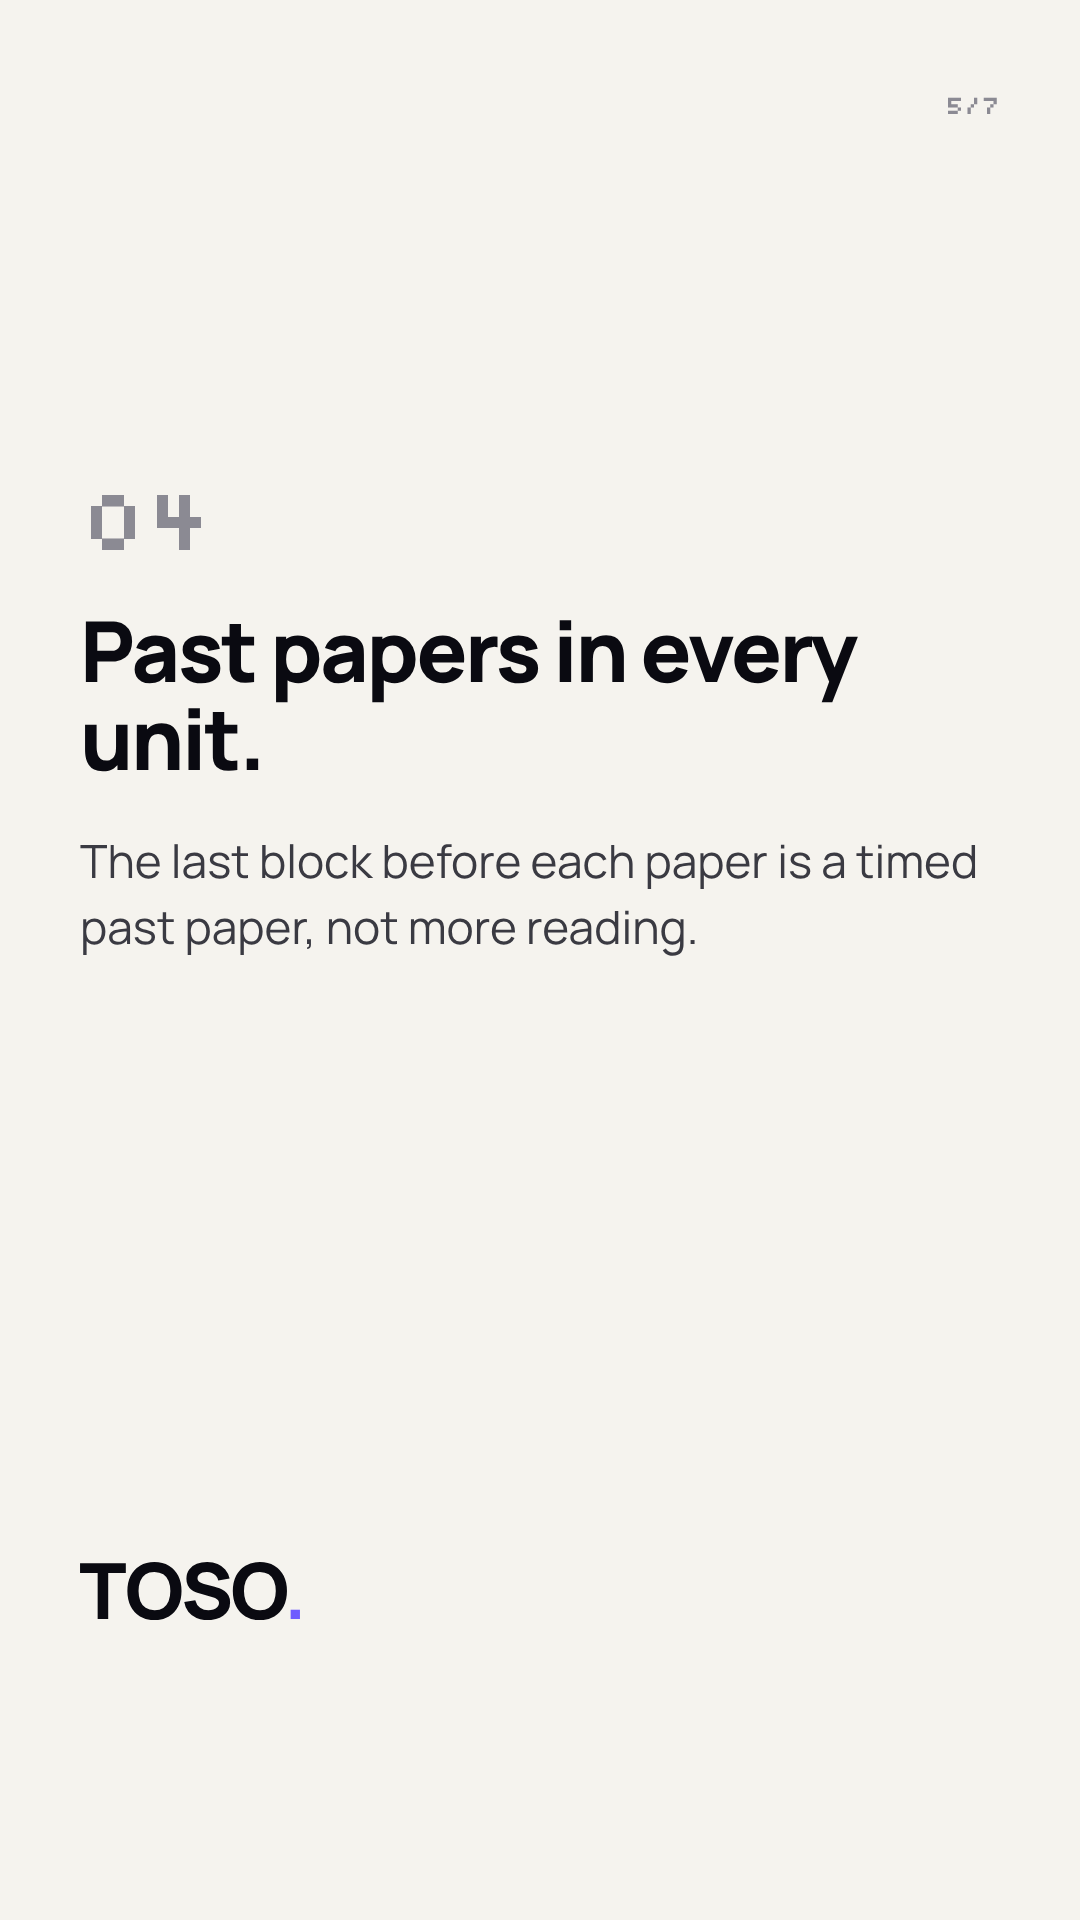 5/7
04
Past papers in every
unit.
The last block before each paper is a timed
past paper, not more reading.
TOSO.